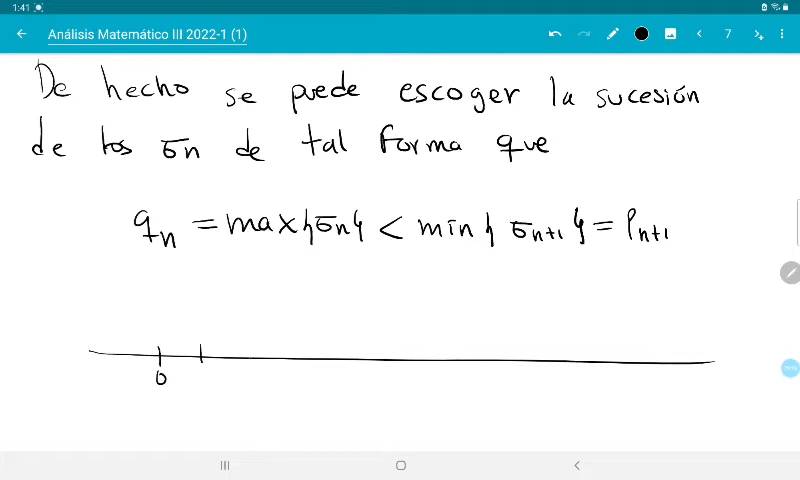 1:41
Análisis Matemático III 2022-1 (1)
7
De hecho se puede escoger la sucesión
de los σn de tal forma que
qn = max{σn} < min{ σn+1 } = pn+1
0